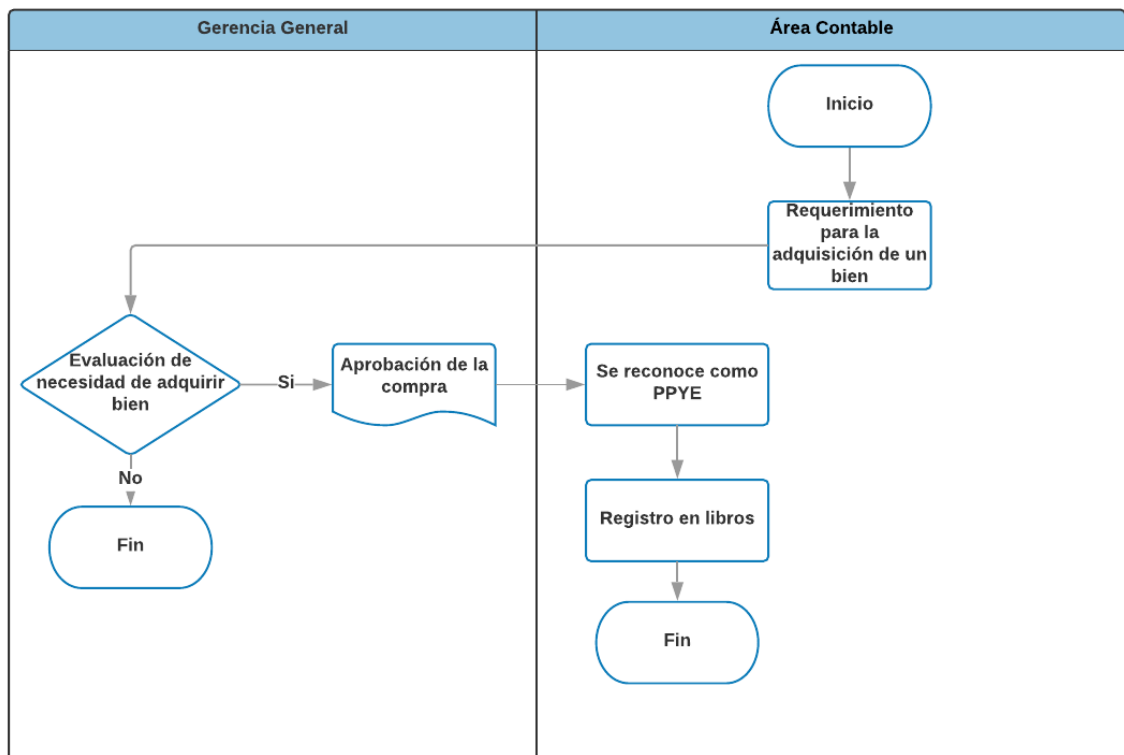 Gerencia General
Área Contable
Inicio
Requerimiento
para la
adquisición de un
bien
Evaluación de
necesidad de adquirir
bien
Si
Aprobación de la
compra
Se reconoce como
PPYE
No
Registro en libros
Fin
Fin